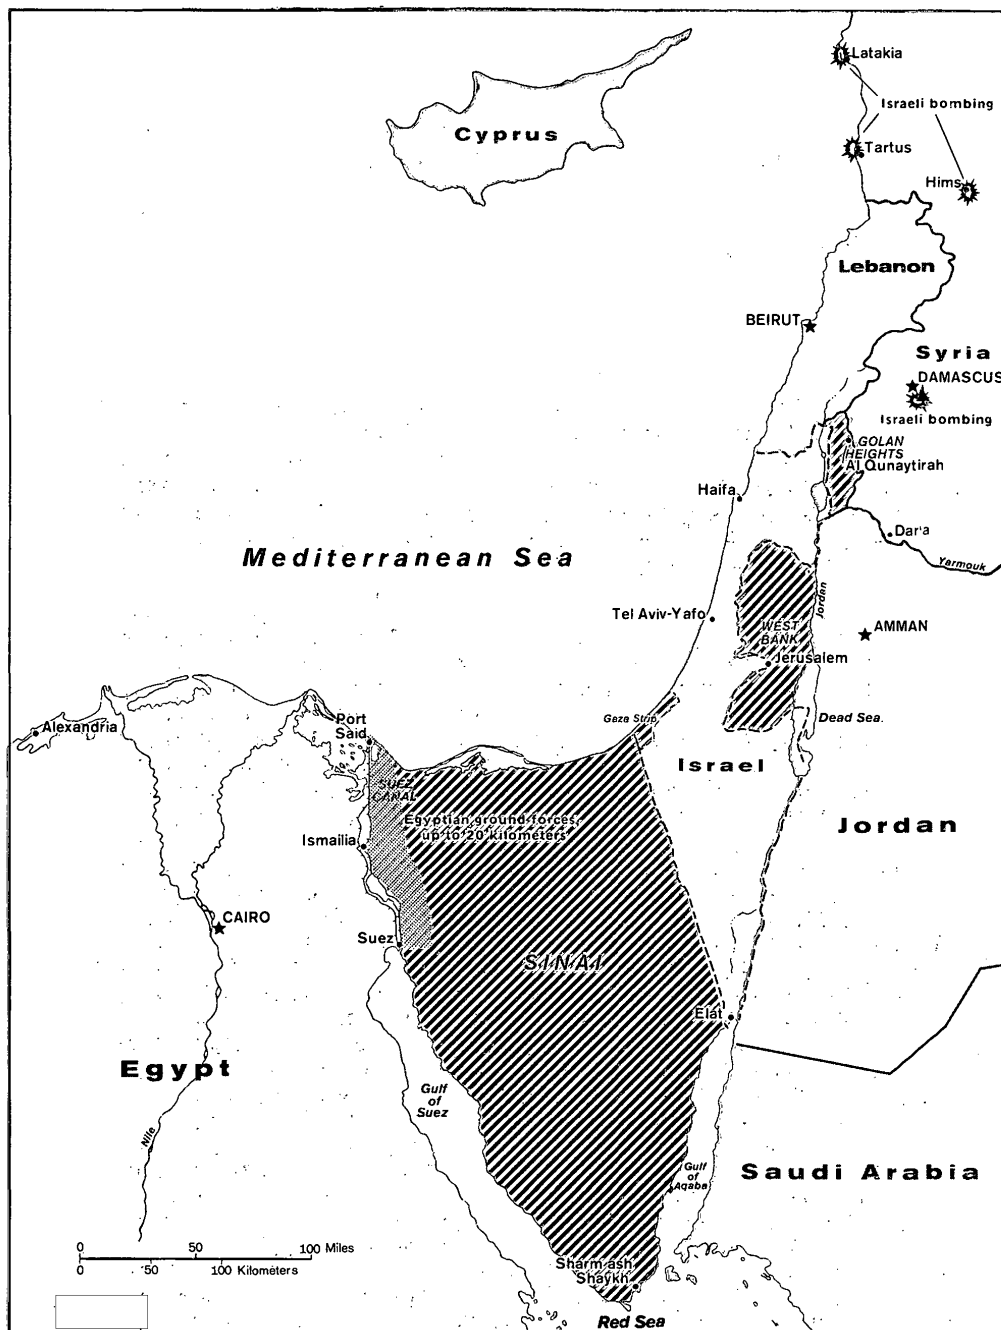 Latakia
Israeli bombing
Cyprus
Tartus
Hims
Lebanon
BEIRUT
Syria
DAMASCUS
Israeli bombing
GOLAN
HEIGHTS
Al Qunaytirah
Haifa
Dar'a
Mediterranean Sea
Yarmouk
Jordan
Tel Aviv-Yafo
WEST
BANK
AMMAN
Jerusalem
Port
Said
Gaza Strip
Dead Sea
Alexandria
Israel
SUEZ
CANAL
Egyptian ground forces,
up to 20 kilometers
Jordan
Ismailia
CAIRO
Suez
SINAI
Elat
Egypt
Gulf
of
Suez
Nile
Gulf
of
Aqaba
Saudi Arabia
0 50 100 Miles
0 50 100 Kilometers
Sharm ash
Shaykh
Red Sea